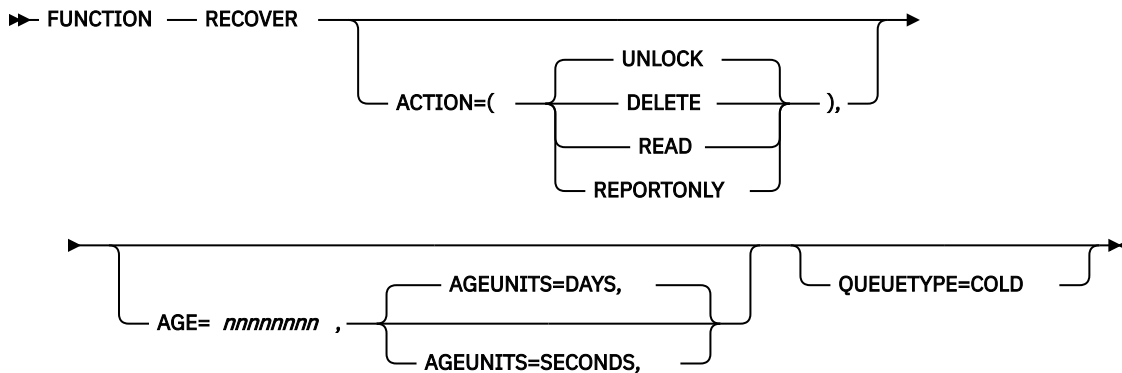 FUNCTION RECOVER
UNLOCK
ACTION=( DELETE ),
READ
REPORTONLY
AGEUNITS=DAYS,
QUEUETYPE=COLD
AGE= nnnnnnnn ,
AGEUNITS=SECONDS,